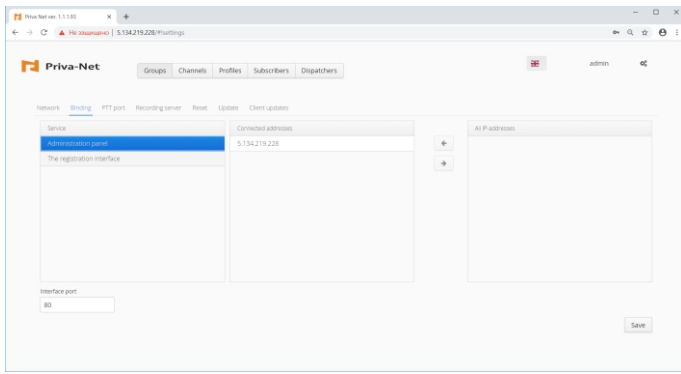 Priva-Net ver. 1.1.130
Не защищено | 5.134.219.228/#settings
Priva-Net
Groups Channels Profiles Subscribers Dispatchers
admin
Network Binding PTT port Recording server Reset Update Client updates
Service Connected addresses All IP-addresses
Administration panel 5.134.219.228
The registration interface
Interface port
80
Save